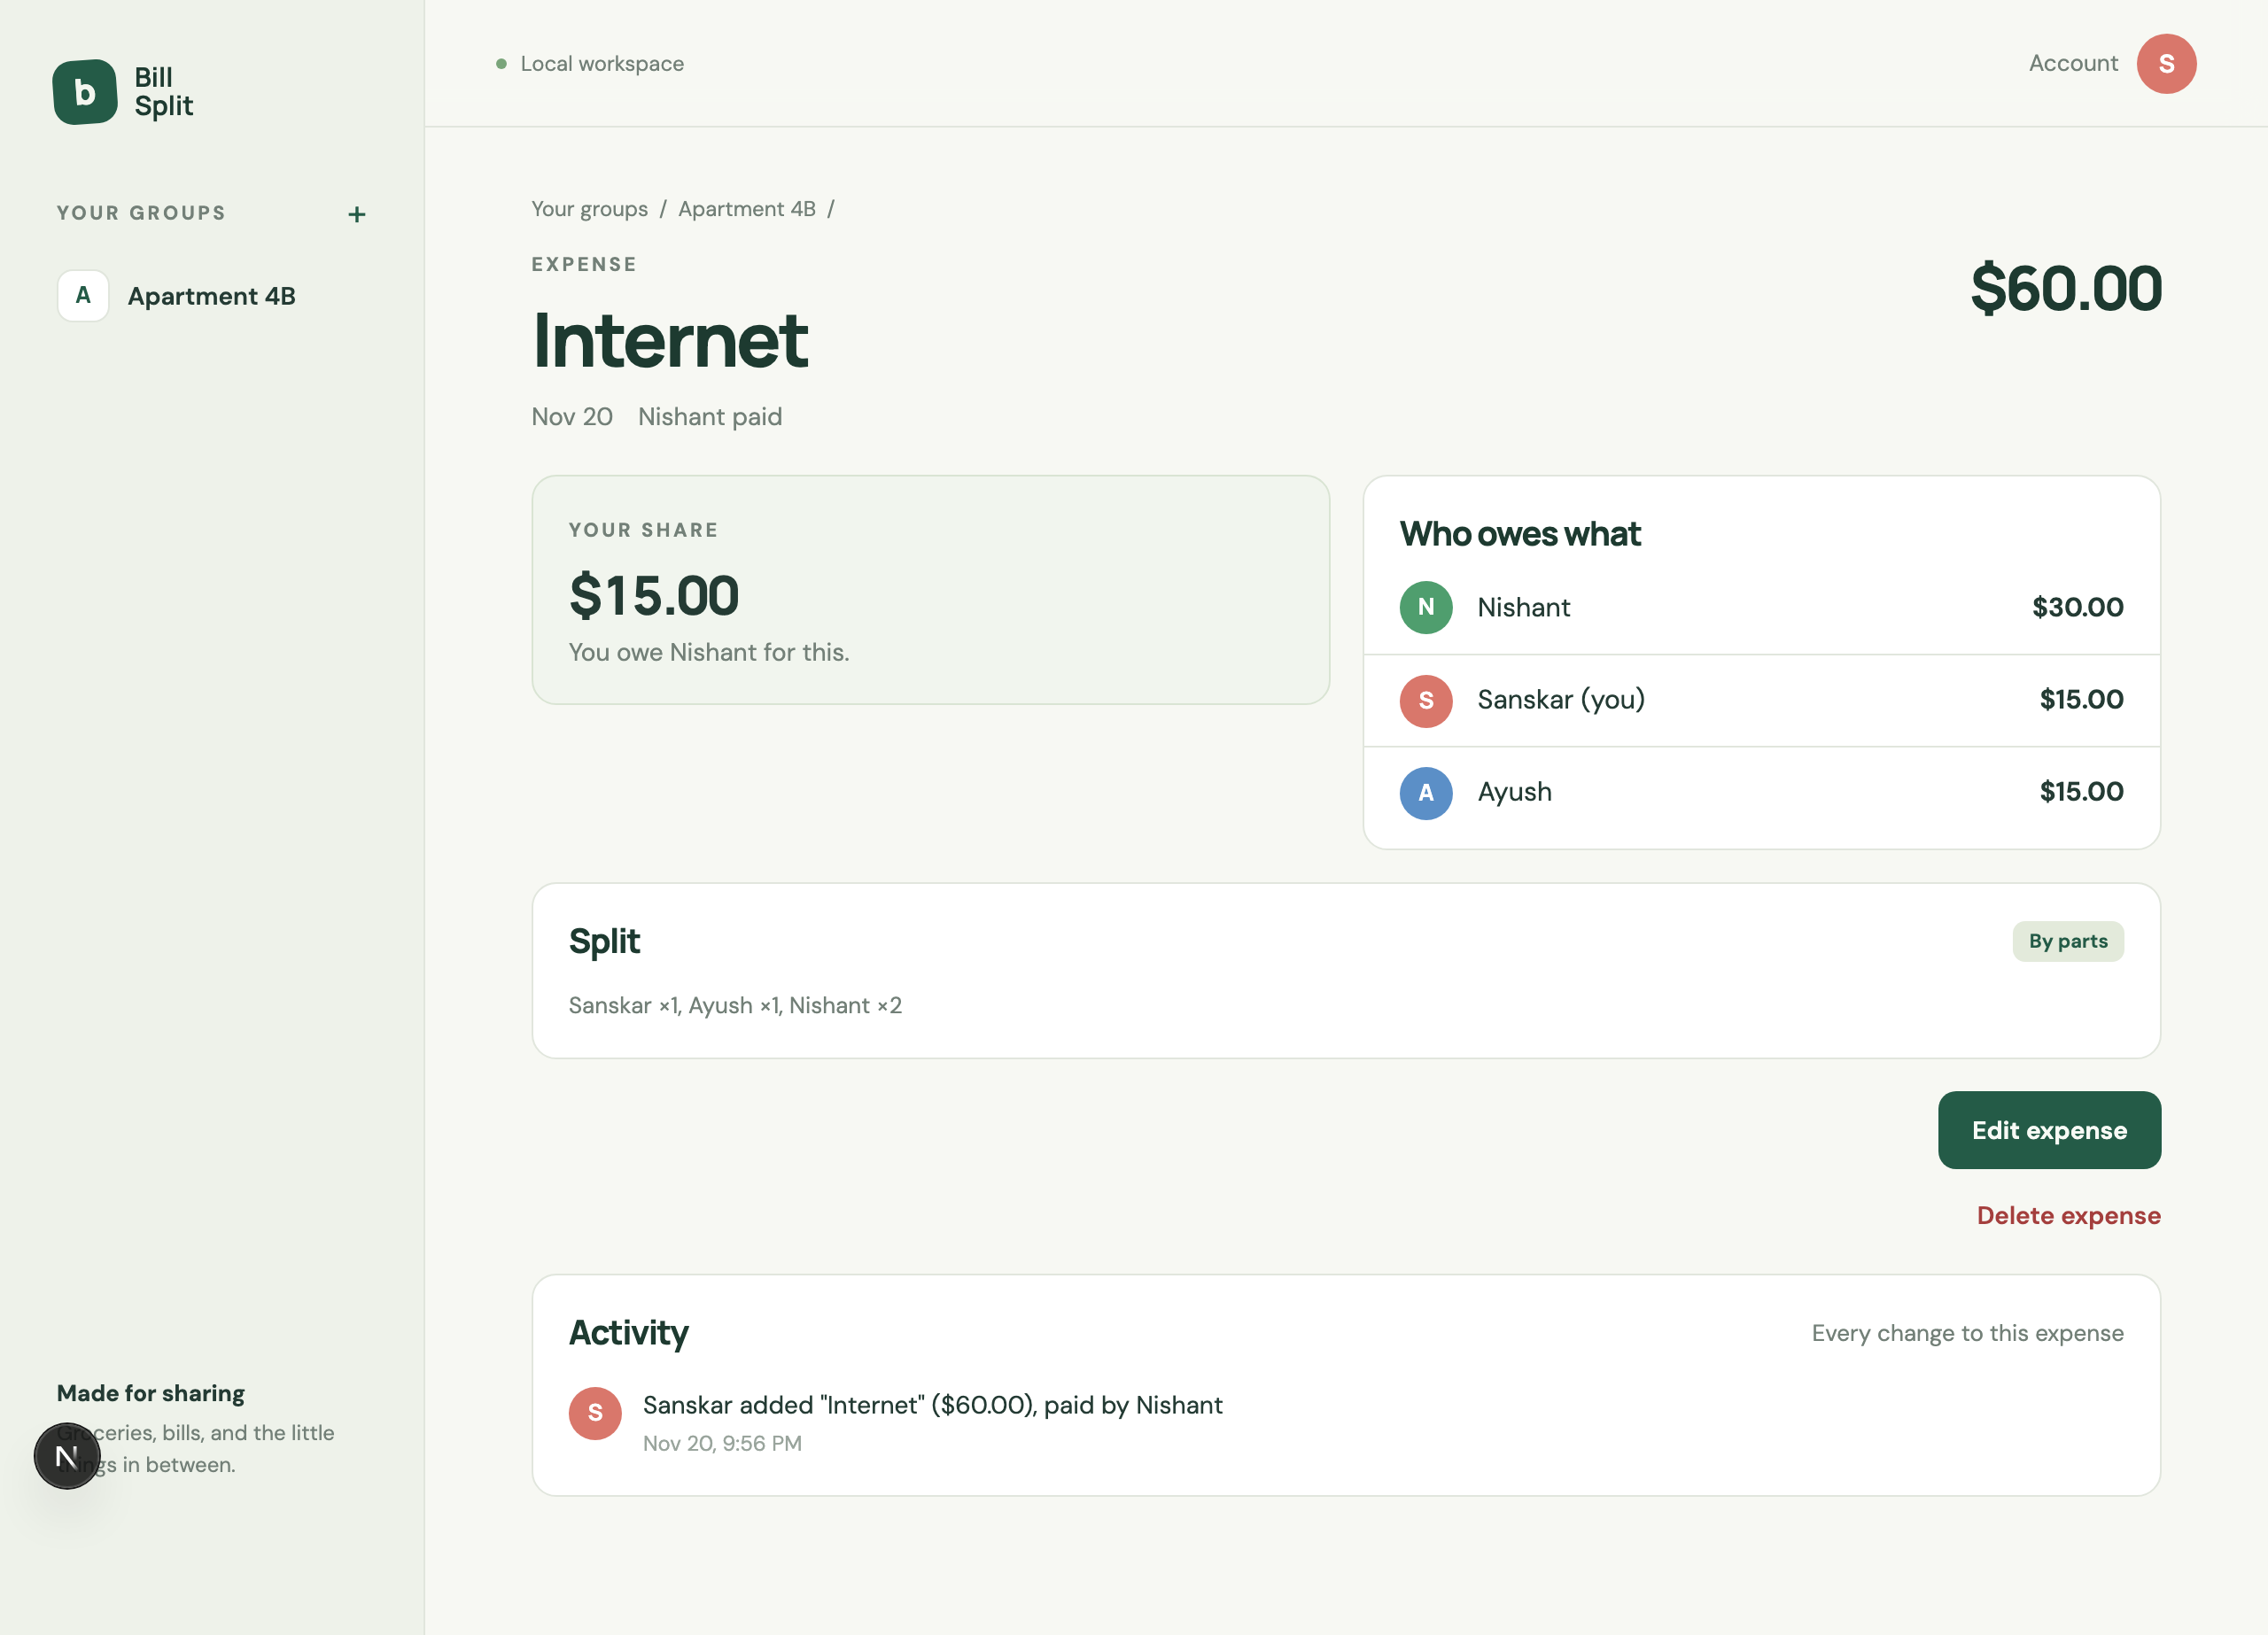 b
Bill
Split
YOUR GROUPS +
A Apartment 4B
Made for sharing
Groceries, bills, and the little
things in between.
N
Local workspace
Account S
Your groups / Apartment 4B /
EXPENSE
Internet
$60.00
Nov 20 Nishant paid
YOUR SHARE
$15.00
You owe Nishant for this.
Who owes what
N Nishant $30.00
S Sanskar (you) $15.00
A Ayush $15.00
Split By parts
Sanskar ×1, Ayush ×1, Nishant ×2
Edit expense
Delete expense
Activity Every change to this expense
S Sanskar added "Internet" ($60.00), paid by Nishant
Nov 20, 9:56 PM